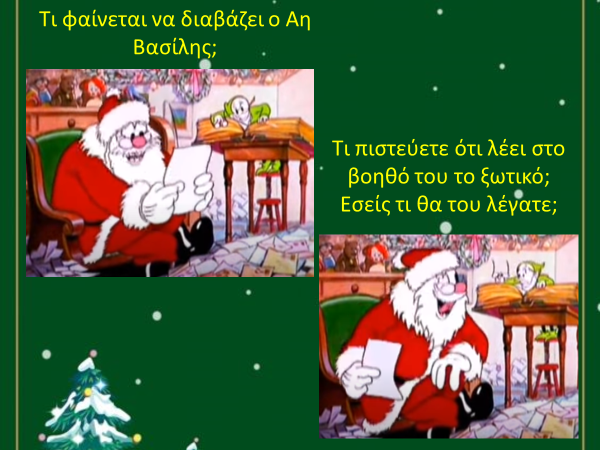 Τι φαίνεται να διαβάζει ο Αη
Βασίλης;
Τι πιστεύετε ότι λέει στο
βοηθό του το ξωτικό;
Εσείς τι θα του λέγατε;